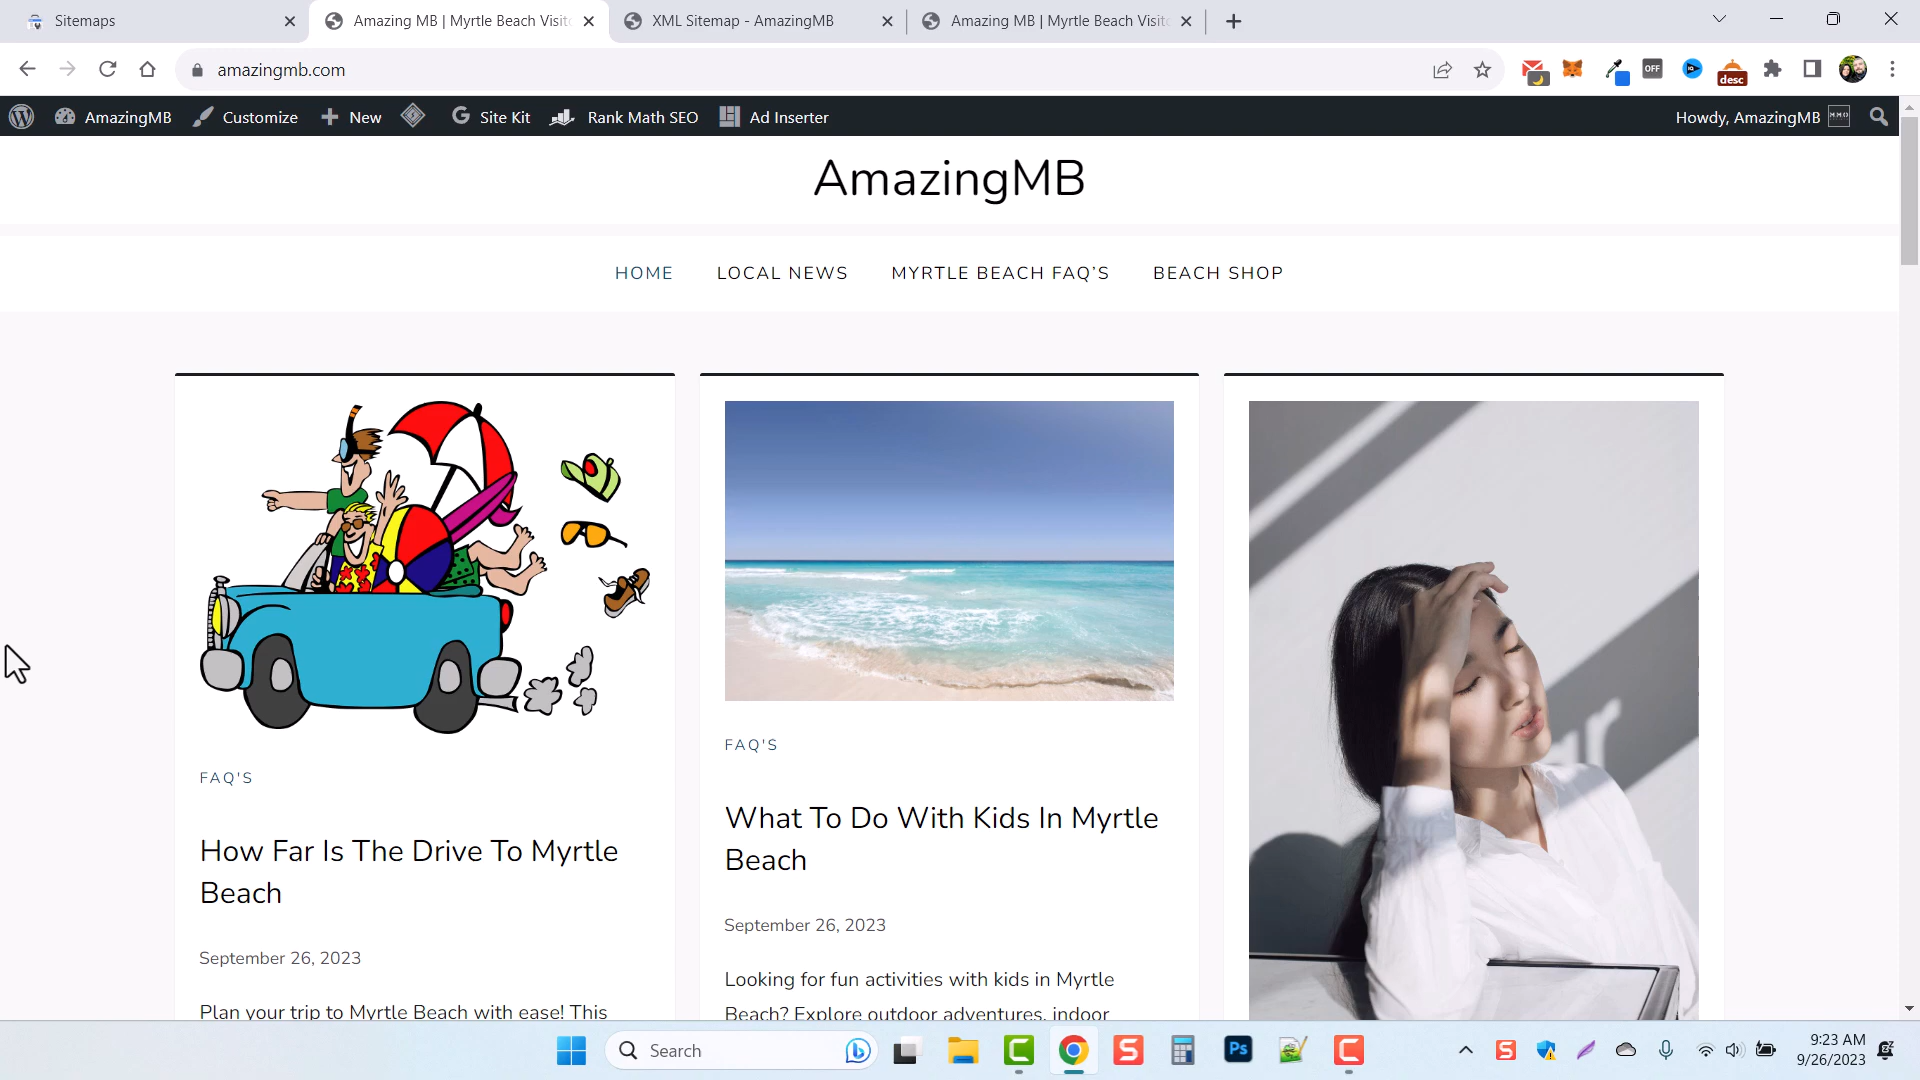 Sitemaps
Amazing MB | Myrtle Beach Visit
XML Sitemap - AmazingMB
Amazing MB | Myrtle Beach Visit
amazingmb.com
OFF
desc
AmazingMB
Customize
New
Site Kit
Rank Math SEO
Ad Inserter
Howdy, AmazingMB
AmazingMB
HOME
LOCAL NEWS
MYRTLE BEACH FAQ'S
BEACH SHOP
FAQ'S
How Far Is The Drive To Myrtle
Beach
September 26, 2023
Plan your trip to Myrtle Beach with ease! This
FAQ'S
What To Do With Kids In Myrtle
Beach
September 26, 2023
Looking for fun activities with kids in Myrtle
Beach? Explore outdoor adventures, indoor
Search
Ps
9:23 AM
9/26/2023